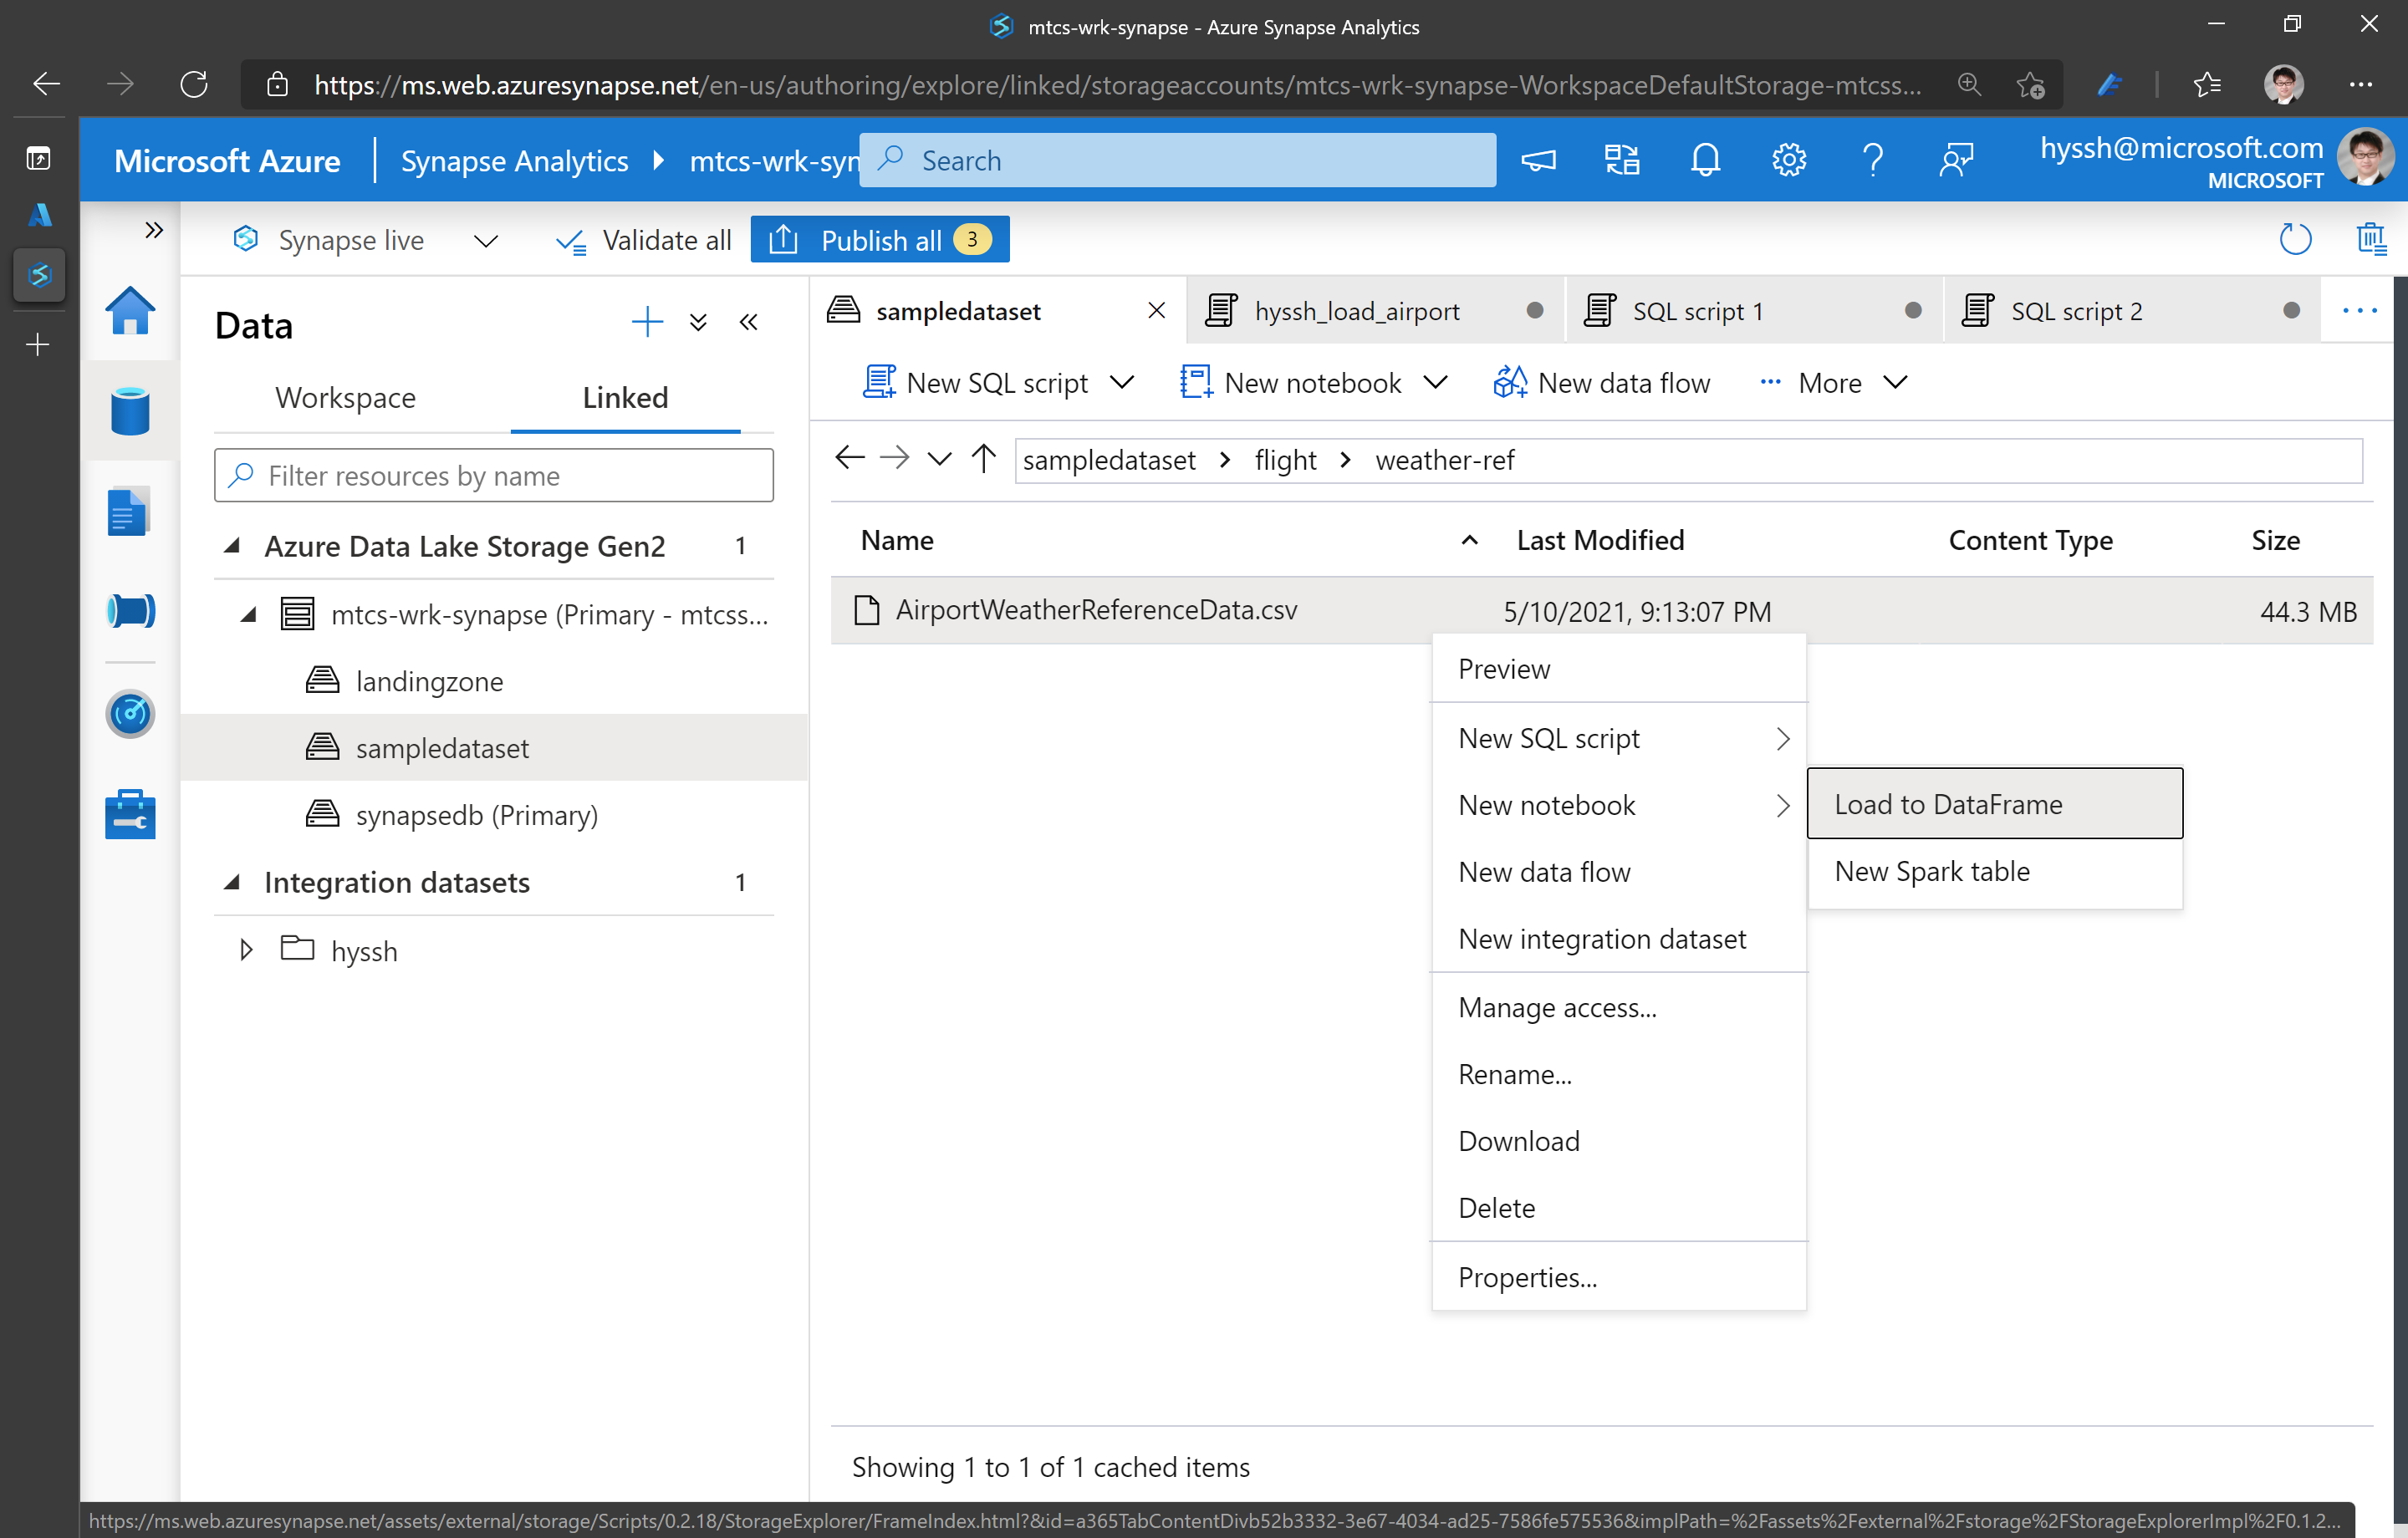 mtcs-wrk-synapse - Azure Synapse Analytics
https://ms.web.azuresynapse.net/en-us/authoring/explore/linked/storageaccounts/mtcs-wrk-synapse-WorkspaceDefaultStorage-mtcss...
Microsoft Azure
Synapse Analytics
mtcs-wrk-syn
Search
hyssh@microsoft.com
MICROSOFT
Synapse live
Validate all
Publish all 3
Data
Workspace
Linked
Filter resources by name
Azure Data Lake Storage Gen2 1
mtcs-wrk-synapse (Primary - mtcss...
landingzone
sampledataset
synapsedb (Primary)
Integration datasets 1
hyssh
sampledataset
hyssh_load_airport
SQL script 1
SQL script 2
New SQL script
New notebook
New data flow
More
sampledataset > flight > weather-ref
Name Last Modified Content Type Size
AirportWeatherReferenceData.csv 5/10/2021, 9:13:07 PM 44.3 MB
Preview
New SQL script
New notebook
New data flow
New integration dataset
Manage access...
Rename...
Download
Delete
Properties...
Load to DataFrame
New Spark table
Showing 1 to 1 of 1 cached items
https://ms.web.azuresynapse.net/assets/external/storage/Scripts/0.2.18/StorageExplorer/FrameIndex.html?&id=a365TabContentDivb52b3332-3e67-4034-ad25-7586fe575536&implPath=%2Fassets%2Fexternal%2Fstorage%2FStorageExplorerImpl%2F0.1.2...